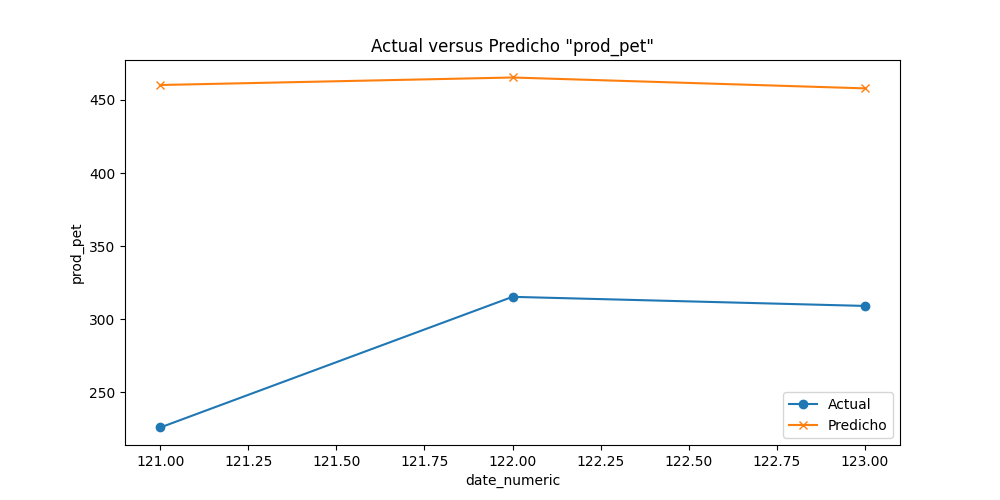 Actual versus Predicho "prod_pet"
prod_pet
450
400
350
300
250
Actual
Predicho
121.00 121.25 121.50 121.75 122.00 122.25 122.50 122.75 123.00
date_numeric